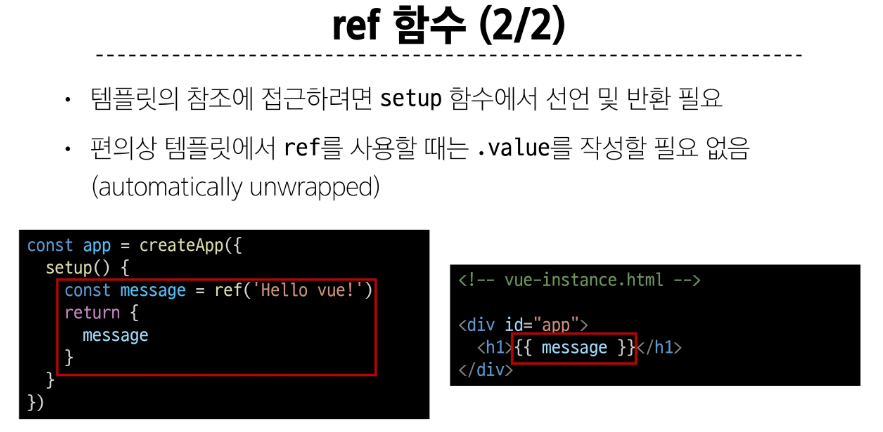 ref 함수 (2/2)
• 템플릿의 참조에 접근하려면 setup 함수에서 선언 및 반환 필요
• 편의상 템플릿에서 ref를 사용할 때는 .value를 작성할 필요 없음
(automatically unwrapped)
const app = createApp({
  setup() {
    const message = ref('Hello vue!')
    return {
      message
    }
  }
})
<!-- vue-instance.html -->
<div id="app">
  <h1>{{ message }}</h1>
</div>